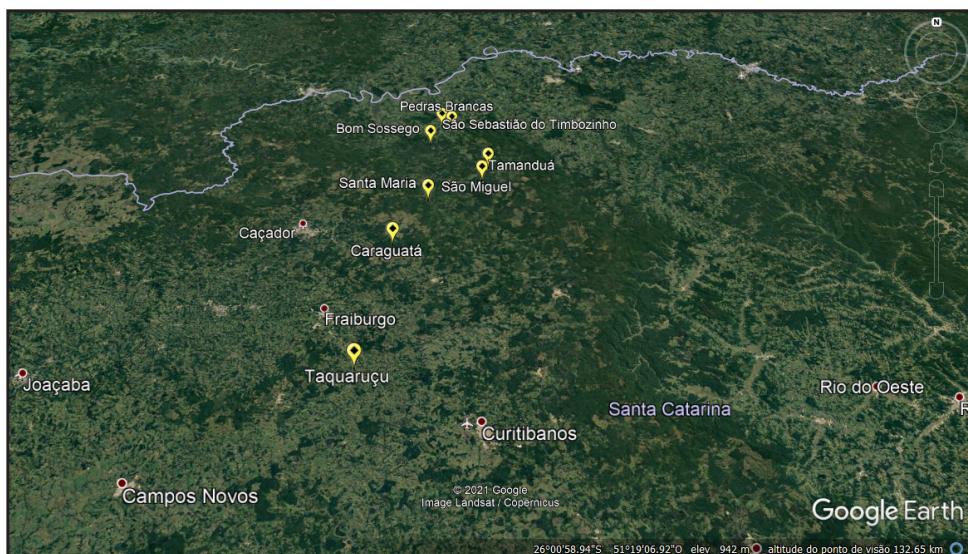 N
Pedras Brancas
São Sebastião do Timbozinho
Bom Sossego
Tamanduá
Santa Maria
São Miguel
Caçador
Caraguatá
Fraiburgo
Taquaruçu
Joaçaba
Rio do Oeste
Santa Catarina
R
Curitibanos
Campos Novos
© 2021 Google
Image Landsat / Copernicus
Google Earth
26°00'58.94"S 51°19'06.92"O elev 942 m altitude do ponto de visão 132.65 km